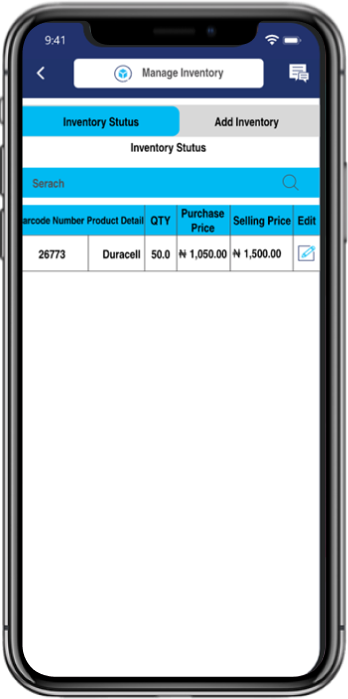 9:41
Manage Inventory
Inventory Stutus Add Inventory
Inventory Stutus
Serach
arcode Number Product Detail QTY Purchase Price Selling Price Edit
26773 Duracell 50.0 ₦ 1,050.00 ₦ 1,500.00